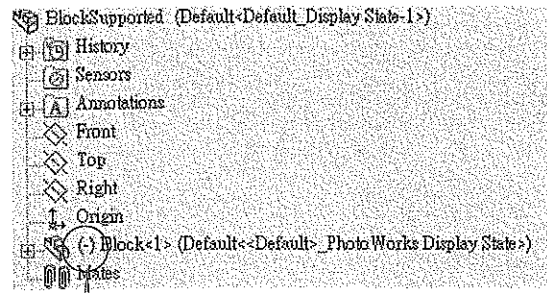 BlockSupported (Default<Default_Display State-1>)
History
Sensors
A Annotations
Front
Top
Right
Origin
(-) Block<1> (Default<<Default>_PhotoWorks Display State>)
Mates